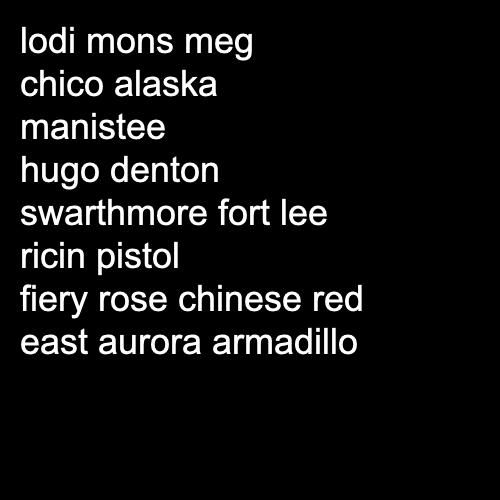 lodi mons meg
chico alaska
manistee
hugo denton
swarthmore fort lee
ricin pistol
fiery rose chinese red
east aurora armadillo